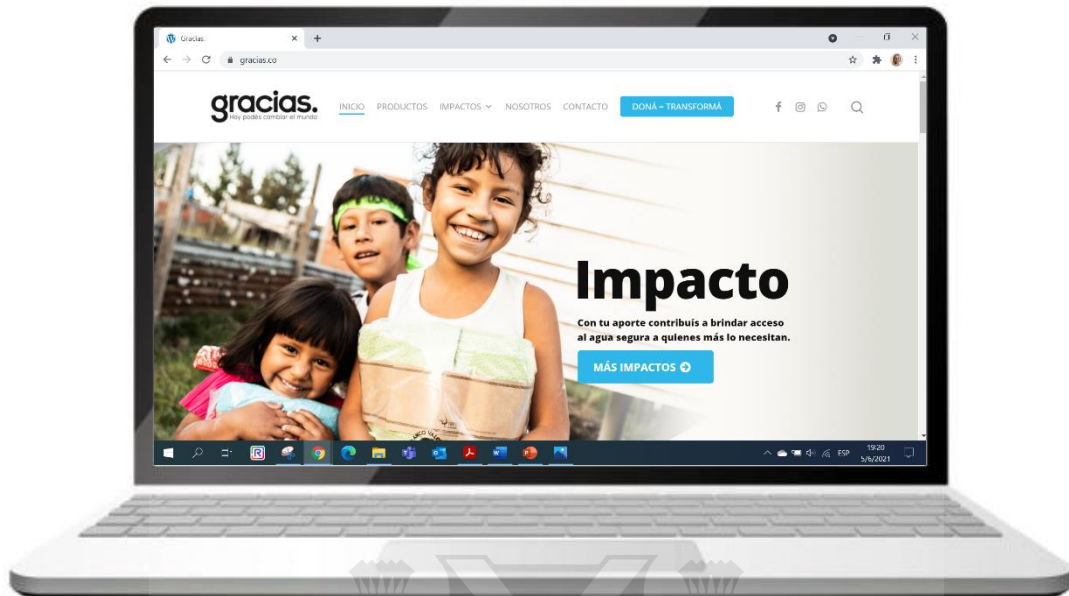 Gracias.
gracias.co
gracias.
Hoy podés cambiar el mundo
INICIO PRODUCTOS IMPACTOS NOSOTROS CONTACTO DONÁ = TRANSFORMÁ
Impacto
Con tu aporte contribuís a brindar acceso
al agua segura a quienes más lo necesitan.
MÁS IMPACTOS
ESP
19:20
5/6/2021